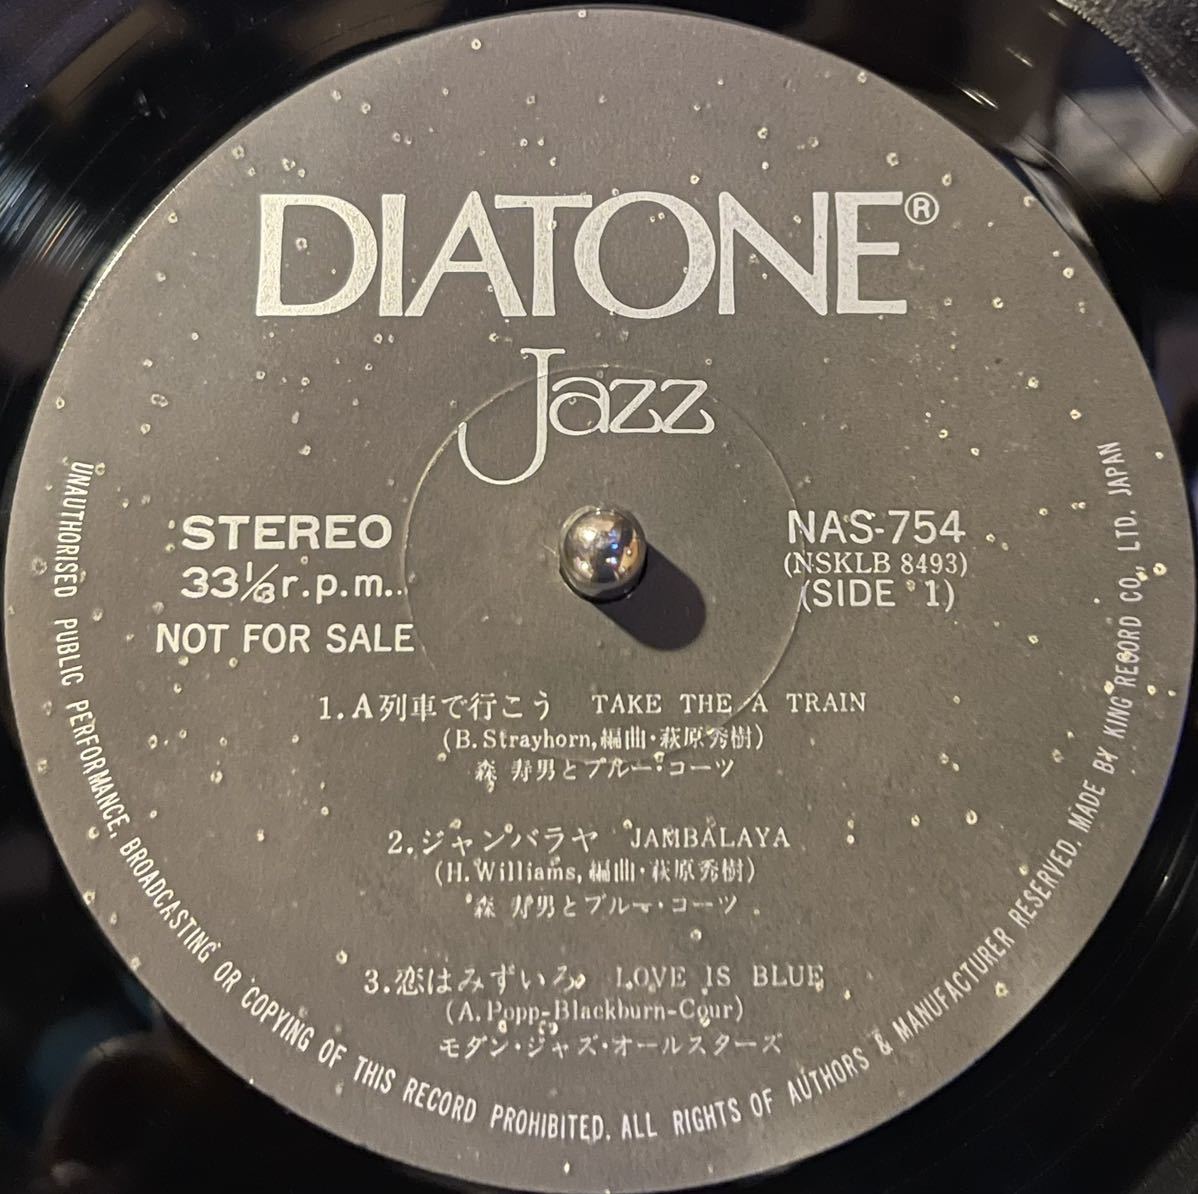 DIATONE®
Jazz
STEREO
33⅓r.p.m.
NOT FOR SALE
NAS-754
(NSKLB 8493)
(SIDE 1)
1.A列車で行こう TAKE THE A TRAIN
(B.Strayhorn,編曲・萩原秀樹)
森 寿男とブルー・コーツ
2.ジャンバラヤ JAMBALAYA
(H.Williams,編曲・萩原秀樹)
森 寿男とブルー・コーツ
3.恋はみずいろ LOVE IS BLUE
(A.Popp-Blackburn-Cour)
モダン・ジャズ・オールスターズ
UNAUTHORISED PUBLIC PERFORMANCE, BROADCASTING OR COPYING OF THIS RECORD PROHIBITED. ALL RIGHTS OF AUTHORS & MANUFACTURER RESERVED. MADE BY KING RECORD CO., LTD. JAPAN